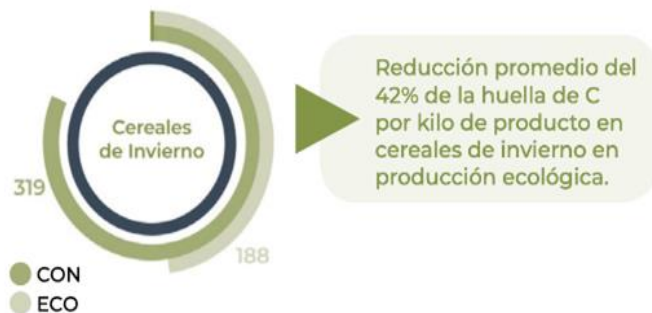 Cereales
de Invierno
319
188
CON
ECO
Reducción promedio del
42% de la huella de C
por kilo de producto en
cereales de invierno en
producción ecológica.